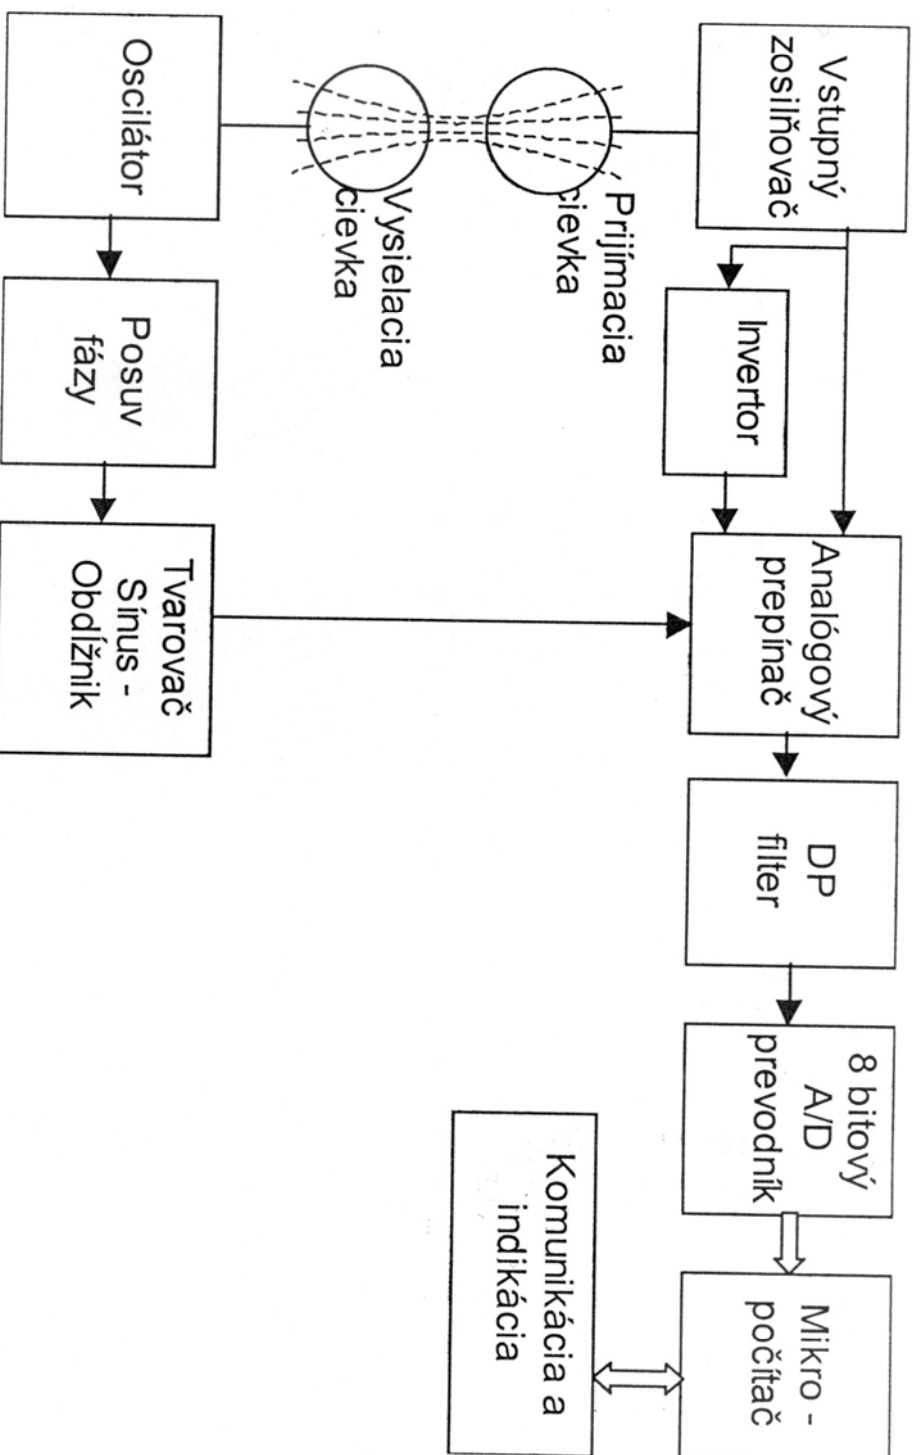 Vstupný
zosilňovač
Invertor
Analógový
prepínač
DP
filter
8 bitový
A/D
prevodník
Mikro -
počítač
Prijímacia
cievka
Vysielacia
cievka
Komunikácia a
indikácia
Oscilátor
Posuv
fázy
Tvarovač
Sínus -
Obdĺžnik